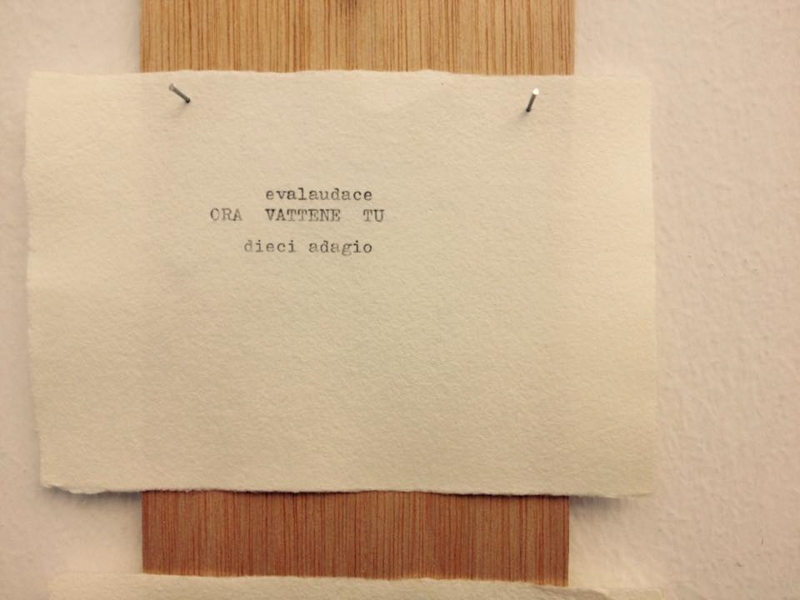 evalaudace
ORA VATTENE TU
dieci adagio